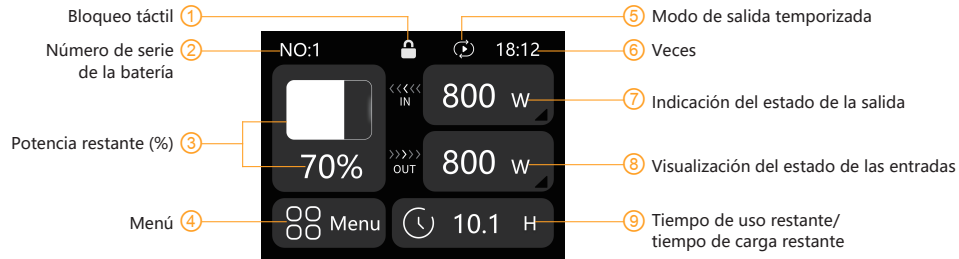 Bloqueo táctil ①
Número de serie ②
de la batería
Potencia restante (%) ③
Menú ④
NO:1
18:12
70%
IN
800 W
OUT
800 W
Menu
10.1 H
⑤ Modo de salida temporizada
⑥ Veces
⑦ Indicación del estado de la salida
⑧ Visualización del estado de las entradas
⑨ Tiempo de uso restante/
tiempo de carga restante